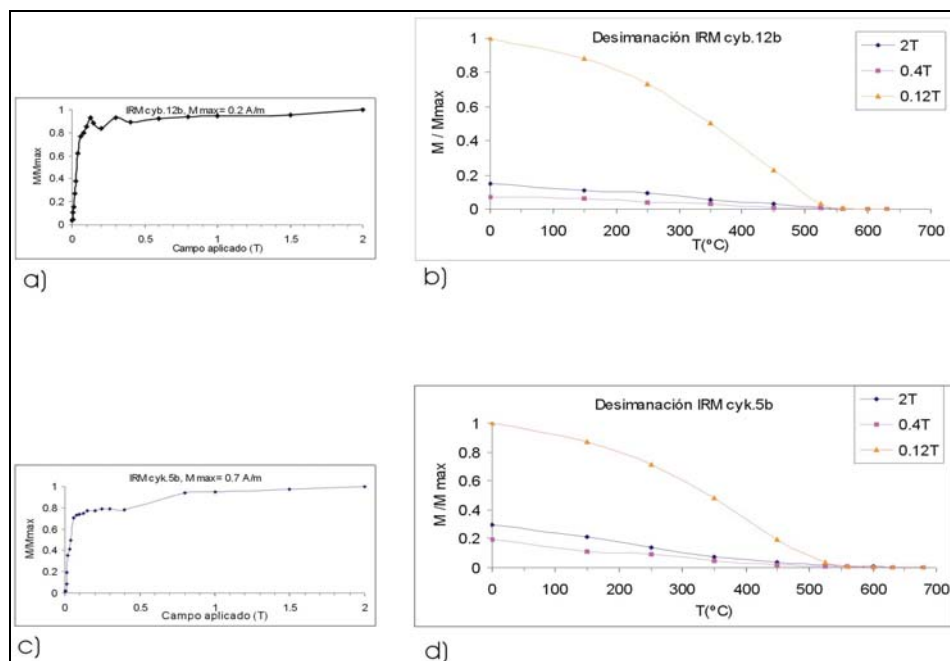 IRM cyb.12b, M max= 0.2 A/m
M/Mmax
1
0.8
0.6
0.4
0.2
0
0 0.5 1 1.5 2
Campo aplicado (T)
a)
Desimanación IRM cyb.12b
2T
0.4T
0.12T
M / Mmax
1
0.8
0.6
0.4
0.2
0
0 100 200 300 400 500 600 700
T(ºC)
b)
IRM cyk.5b, M max= 0.7 A/m
M/Mmax
1
0.8
0.6
0.4
0.2
0
0 0.5 1 1.5 2
Campo aplicado (T)
c)
Desimanación IRM cyk.5b
2T
0.4T
0.12T
M /M max
1
0.8
0.6
0.4
0.2
0
0 100 200 300 400 500 600 700
T(ºC)
d)